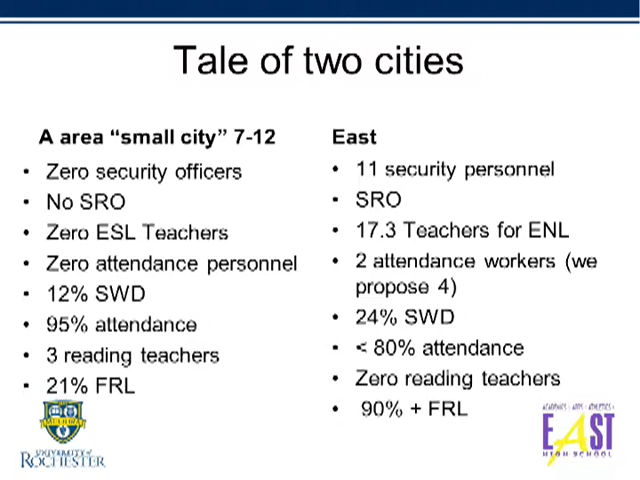 Tale of two cities
A area “small city” 7-12
• Zero security officers
• No SRO
• Zero ESL Teachers
• Zero attendance personnel
• 12% SWD
• 95% attendance
• 3 reading teachers
• 21% FRL
East
• 11 security personnel
• SRO
• 17.3 Teachers for ENL
• 2 attendance workers (we
propose 4)
• 24% SWD
• < 80% attendance
• Zero reading teachers
• 90% + FRL
UNIVERSITY of
ROCHESTER
ACADEMICS • ARTS • ATHLETICS
EAST
HIGH SCHOOL